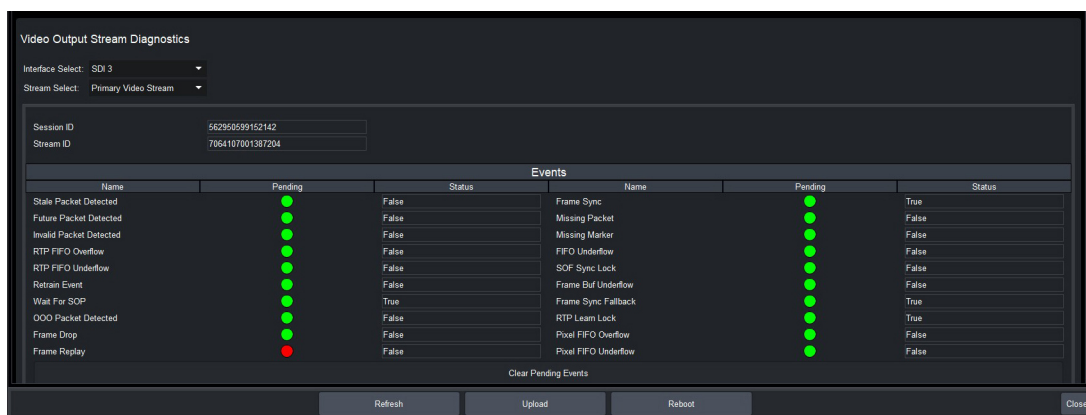 Video Output Stream Diagnostics
Interface Select: SDI 3
Stream Select: Primary Video Stream
Session ID 562950599152142
Stream ID 7064107001387204
Events
Name Pending Status Name Pending Status
Stale Packet Detected False Frame Sync True
Future Packet Detected False Missing Packet False
Invalid Packet Detected False Missing Marker False
RTP FIFO Overflow False FIFO Underflow False
RTP FIFO Underflow False SOF Sync Lock False
Retrain Event False Frame Buf Underflow False
Wait For SOP True Frame Sync Fallback True
OOO Packet Detected False RTP Learn Lock True
Frame Drop False Pixel FIFO Overflow False
Frame Replay False Pixel FIFO Underflow False
Clear Pending Events
Refresh Upload Reboot Close